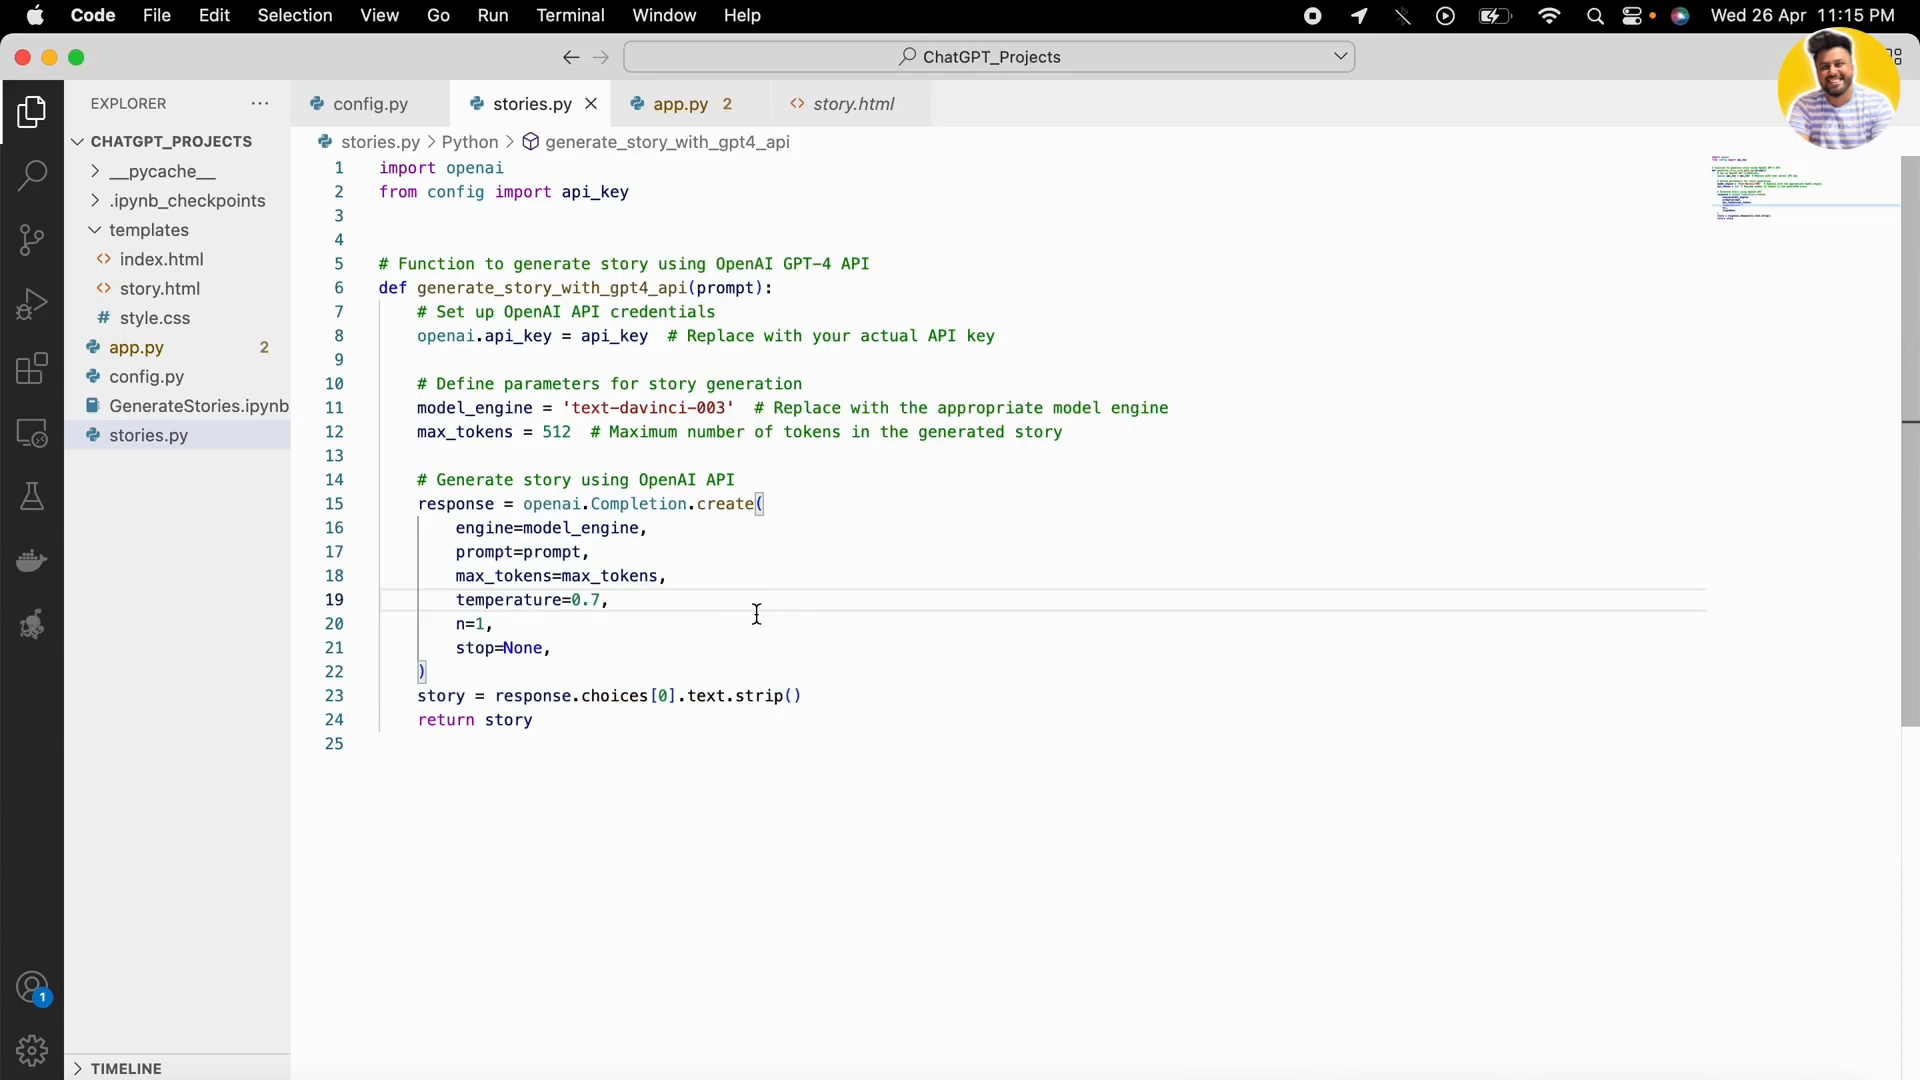 Code File Edit Selection View Go Run Terminal Window Help Wed 26 Apr 11:15 PM
ChatGPT_Projects
EXPLORER ...
config.py stories.py app.py 2 story.html
CHATGPT_PROJECTS
__pycache__
.ipynb_checkpoints
templates
index.html
story.html
style.css
app.py 2
config.py
GenerateStories.ipynb
stories.py
TIMELINE
1
stories.py > Python > generate_story_with_gpt4_api
1 import openai
2 from config import api_key
3
4
5 # Function to generate story using OpenAI GPT-4 API
6 def generate_story_with_gpt4_api(prompt):
7 # Set up OpenAI API credentials
8 openai.api_key = api_key # Replace with your actual API key
9
10 # Define parameters for story generation
11 model_engine = 'text-davinci-003' # Replace with the appropriate model engine
12 max_tokens = 512 # Maximum number of tokens in the generated story
13
14 # Generate story using OpenAI API
15 response = openai.Completion.create(
16 engine=model_engine,
17 prompt=prompt,
18 max_tokens=max_tokens,
19 temperature=0.7,
20 n=1,
21 stop=None,
22 )
23 story = response.choices[0].text.strip()
24 return story
25